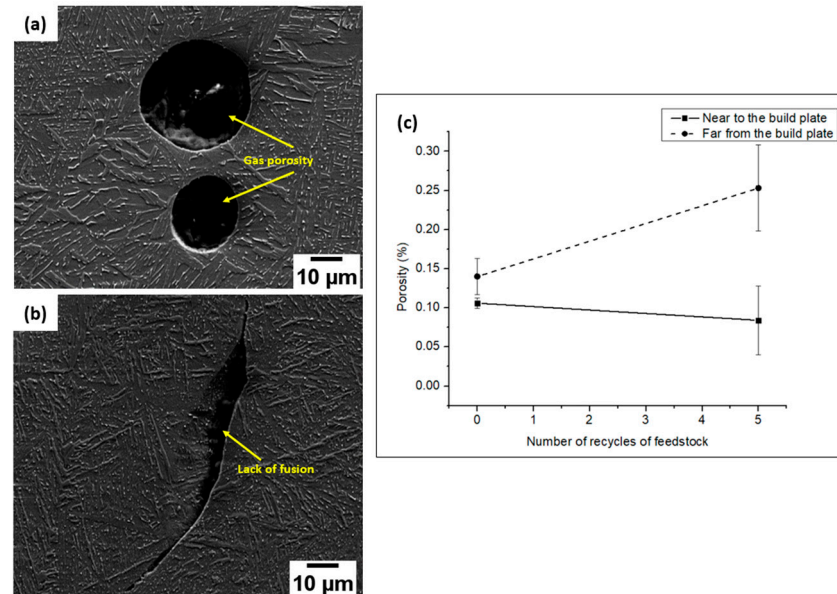 (a)
Gas porosity
10 µm
(b)
Lack of fusion
10 µm
(c)
Near to the build plate
Far from the build plate
0.30
0.25
0.20
0.15
0.10
0.05
0.00
Porosity (%)
0 1 2 3 4 5
Number of recycles of feedstock